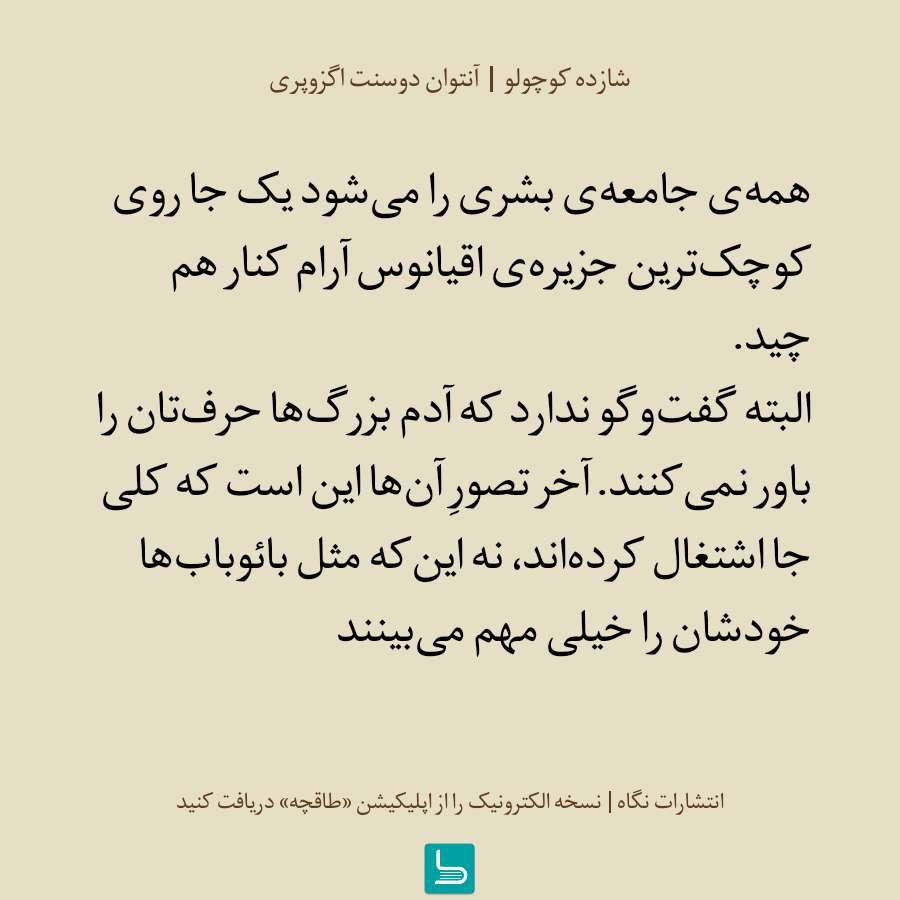 شازده کوچولو | آنتوان دوسنت اگزوپری
همه‌ی جامعه‌ی بشری را می‌شود یک جا روی
کوچک‌ترین جزیره‌ی اقیانوس آرام کنار هم
چید.
البته گفت‌وگو ندارد که آدم بزرگ‌ها حرف‌تان را
باور نمی‌کنند. آخر تصورِ آن‌ها این است که کلی
جا اشتغال کرده‌اند، نه این‌که مثل بائوباب‌ها
خودشان را خیلی مهم می‌بینند
انتشارات نگاه | نسخه الکترونیک را از اپلیکیشن «طاقچه» دریافت کنید